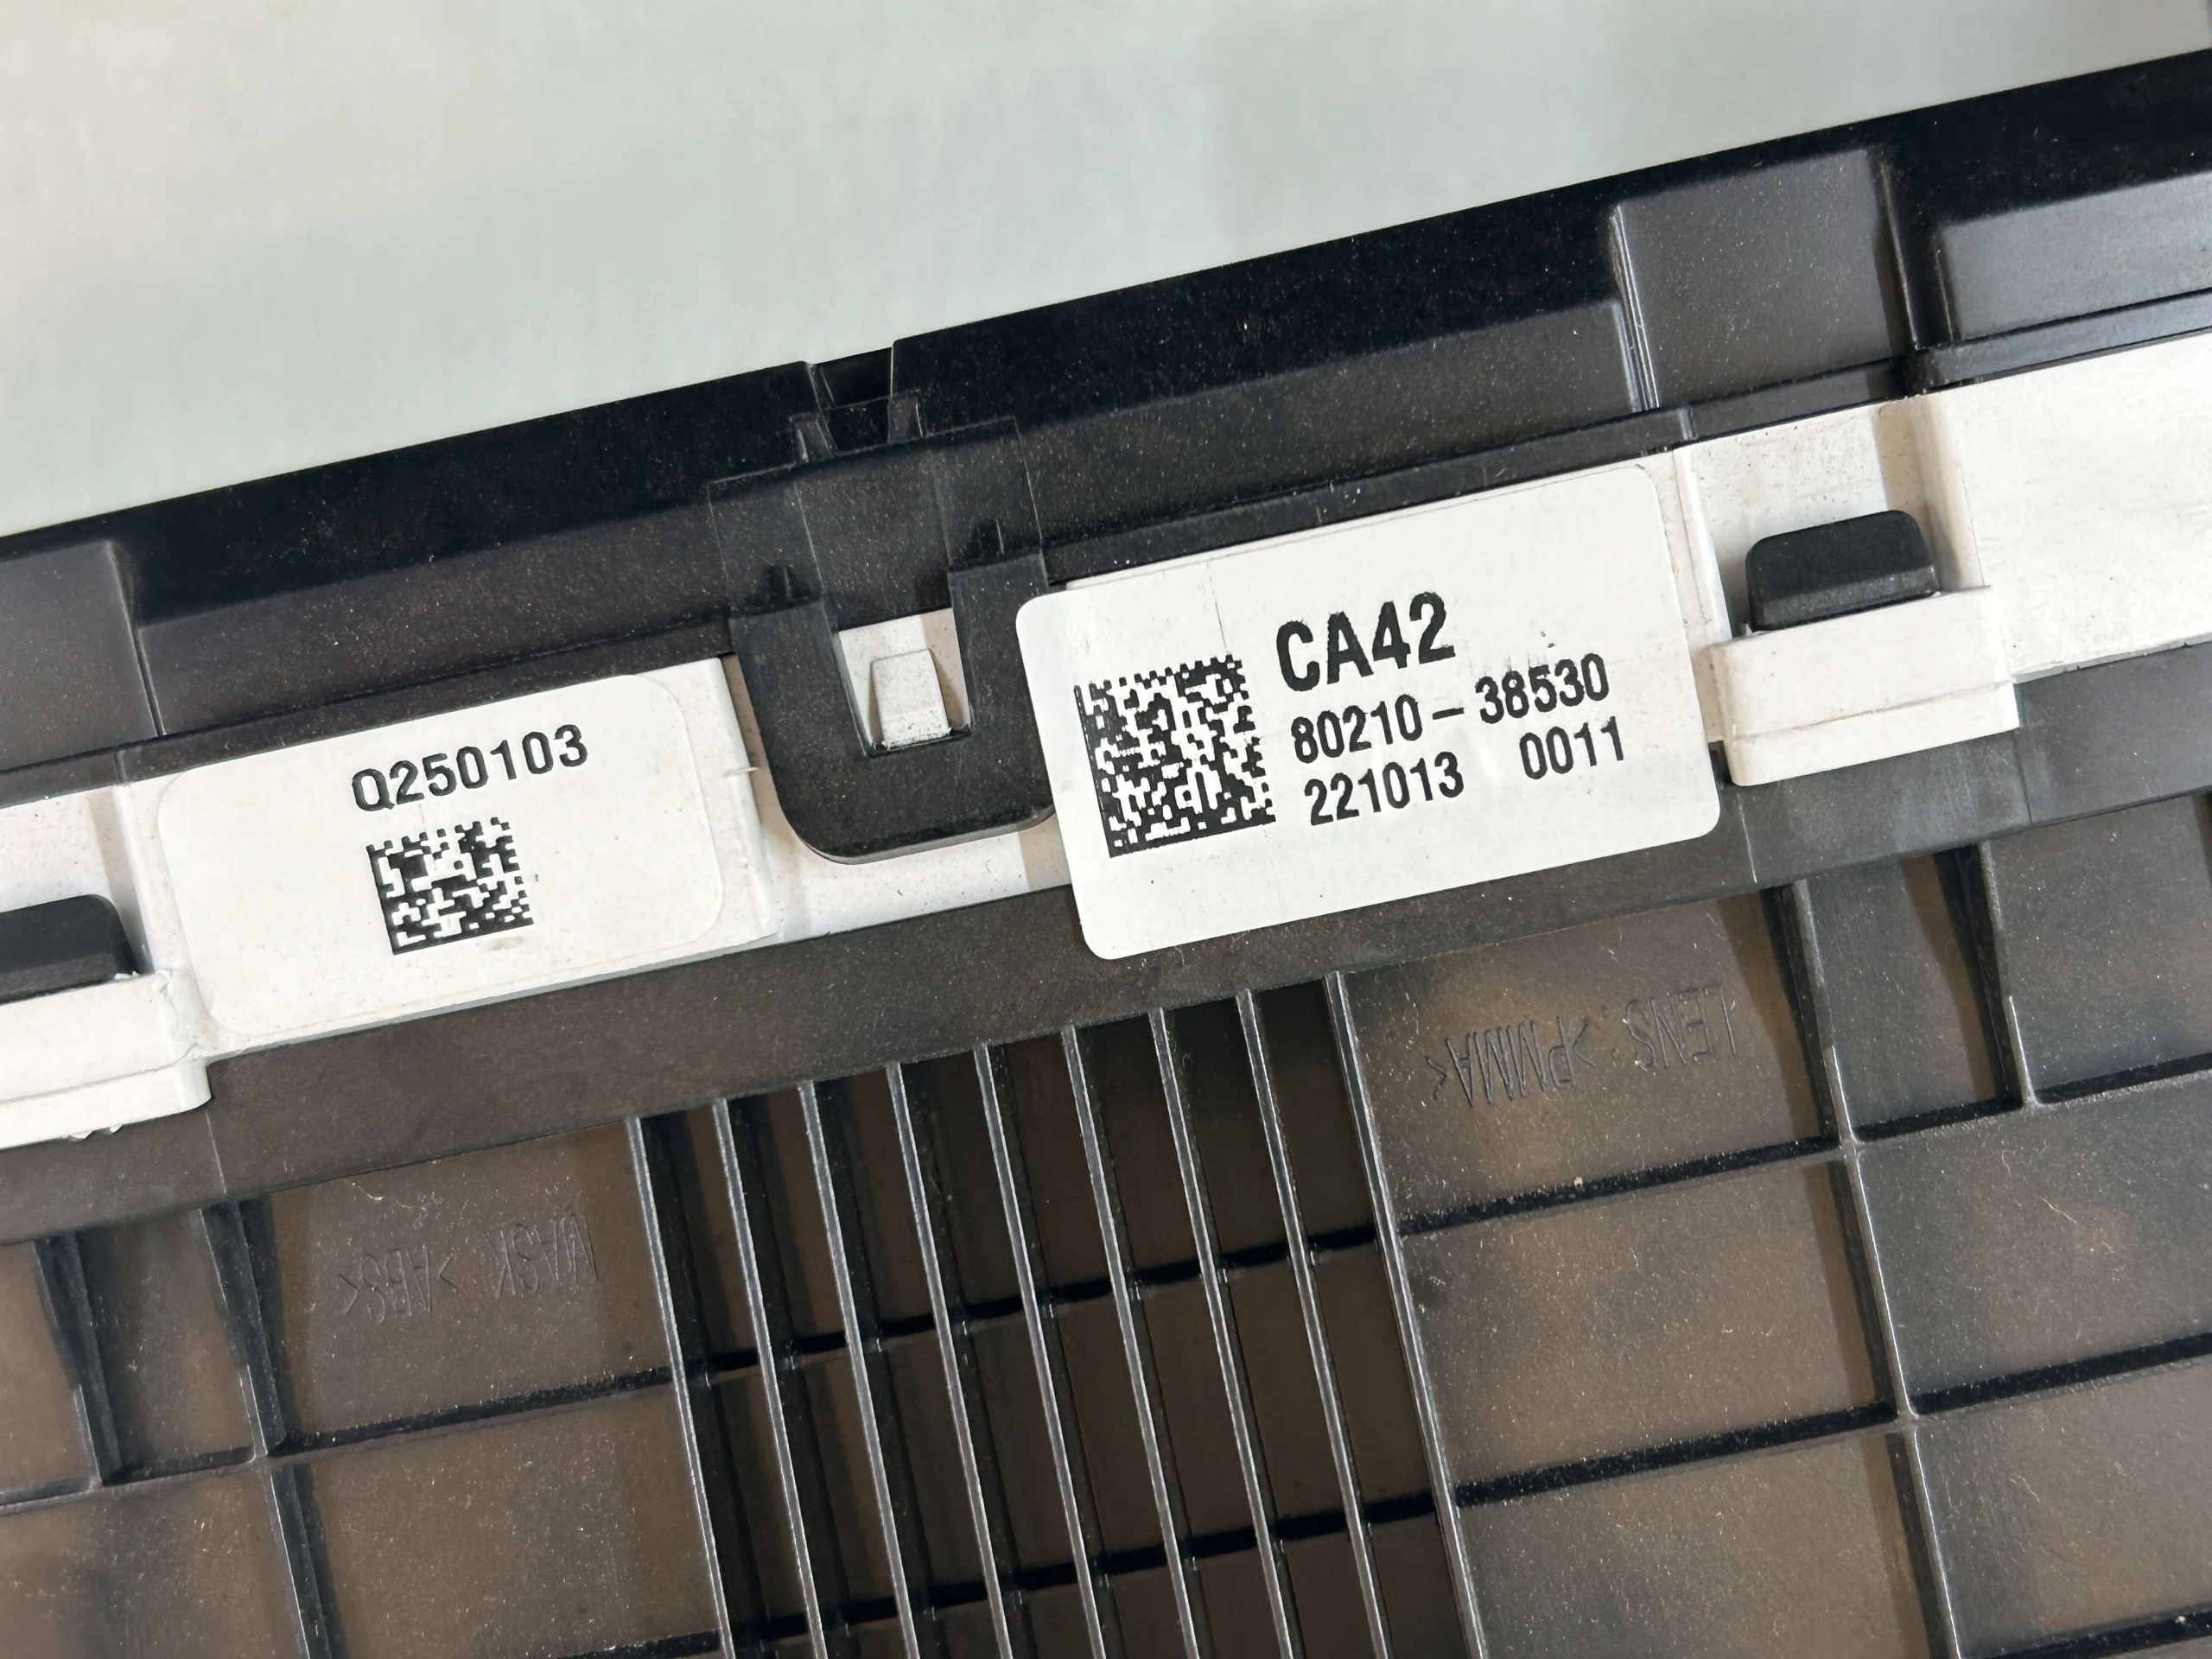 Q250103
CA42
80210-38530
221013 0011
LENS : >PMMA<
MASK >ABS<